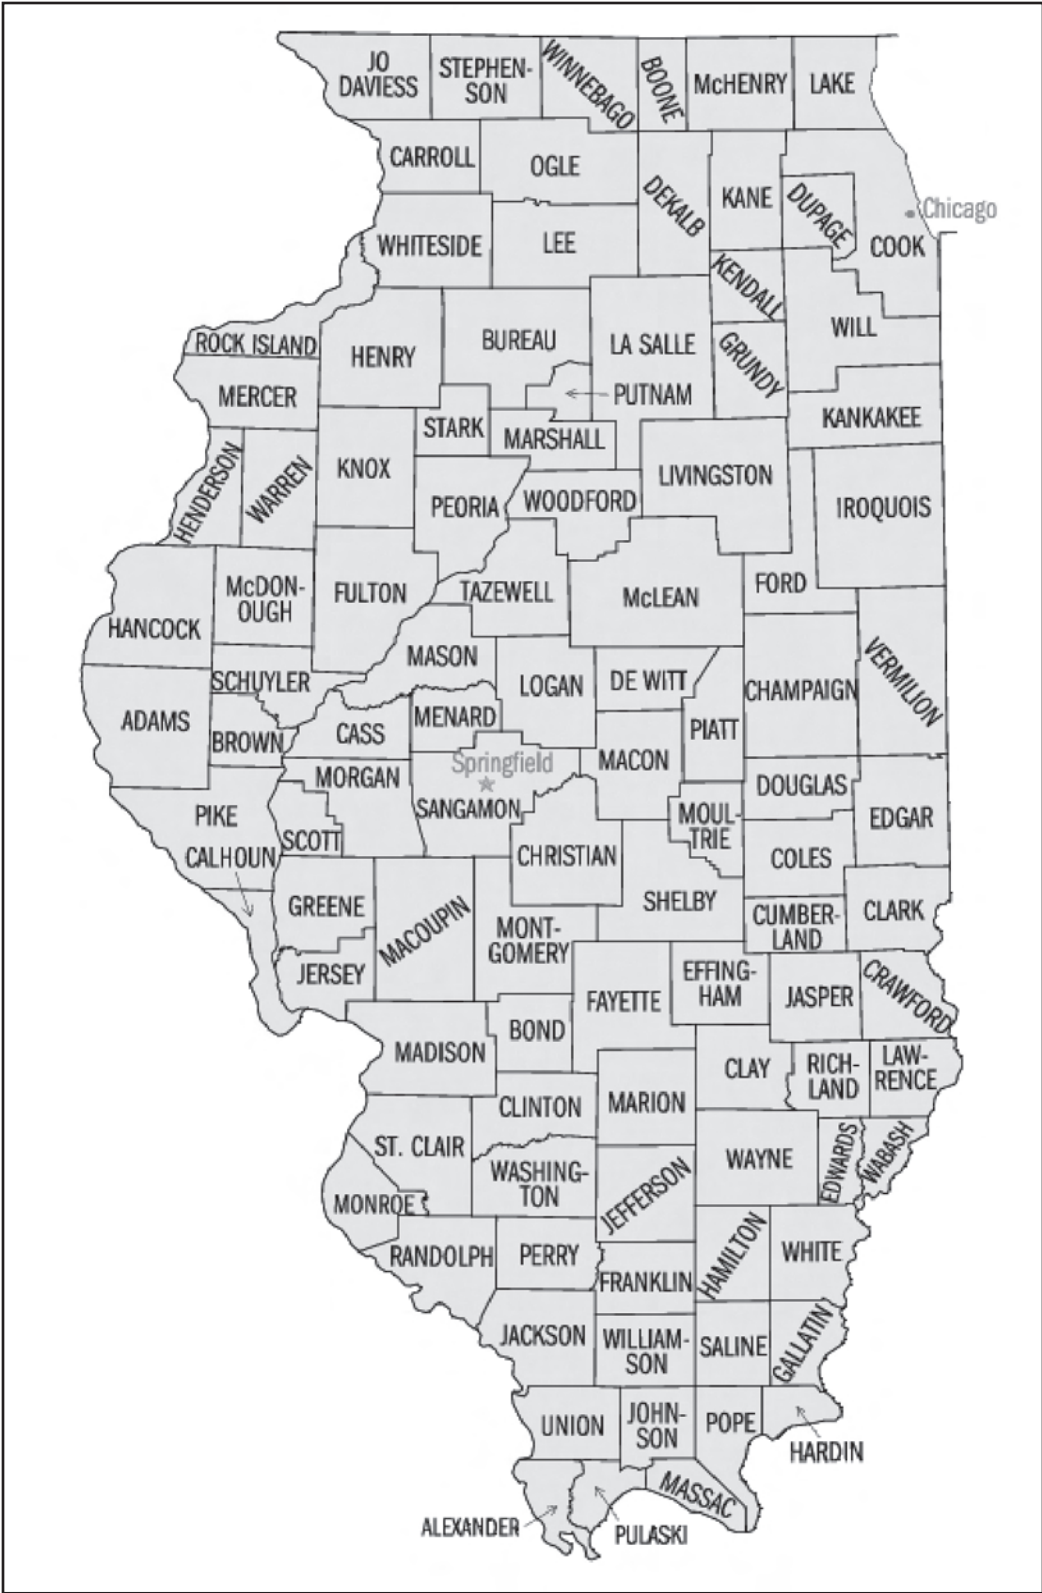 JO
DAVIESS
STEPHEN-
SON
WINNEBAGO
BOONE
McHENRY
LAKE
CARROLL
OGLE
DEKALB
KANE
DUPAGE
Chicago
COOK
WHITESIDE
LEE
KENDALL
WILL
ROCK ISLAND
HENRY
BUREAU
LA SALLE
GRUNDY
MERCER
PUTNAM
KANKAKEE
STARK
MARSHALL
HENDERSON
WARREN
KNOX
PEORIA
WOODFORD
LIVINGSTON
IROQUOIS
HANCOCK
McDON-
OUGH
FULTON
TAZEWELL
McLEAN
FORD
VERMILION
SCHUYLER
MASON
LOGAN
DE WITT
CHAMPAIGN
ADAMS
BROWN
CASS
MENARD
MACON
PIATT
Springfield
MORGAN
SANGAMON
DOUGLAS
PIKE
SCOTT
CHRISTIAN
MOUL-
TRIE
EDGAR
CALHOUN
COLES
GREENE
MACOUPIN
MONT-
GOMERY
SHELBY
CUMBER-
LAND
CLARK
JERSEY
FAYETTE
EFFING-
HAM
JASPER
CRAWFORD
MADISON
BOND
CLAY
RICH-
LAND
LAW-
RENCE
CLINTON
MARION
ST. CLAIR
WASHING-
TON
JEFFERSON
WAYNE
EDWARDS
WABASH
MONROE
RANDOLPH
PERRY
FRANKLIN
HAMILTON
WHITE
JACKSON
WILLIAM-
SON
SALINE
GALLATIN
UNION
JOHN-
SON
POPE
HARDIN
ALEXANDER
PULASKI
MASSAC